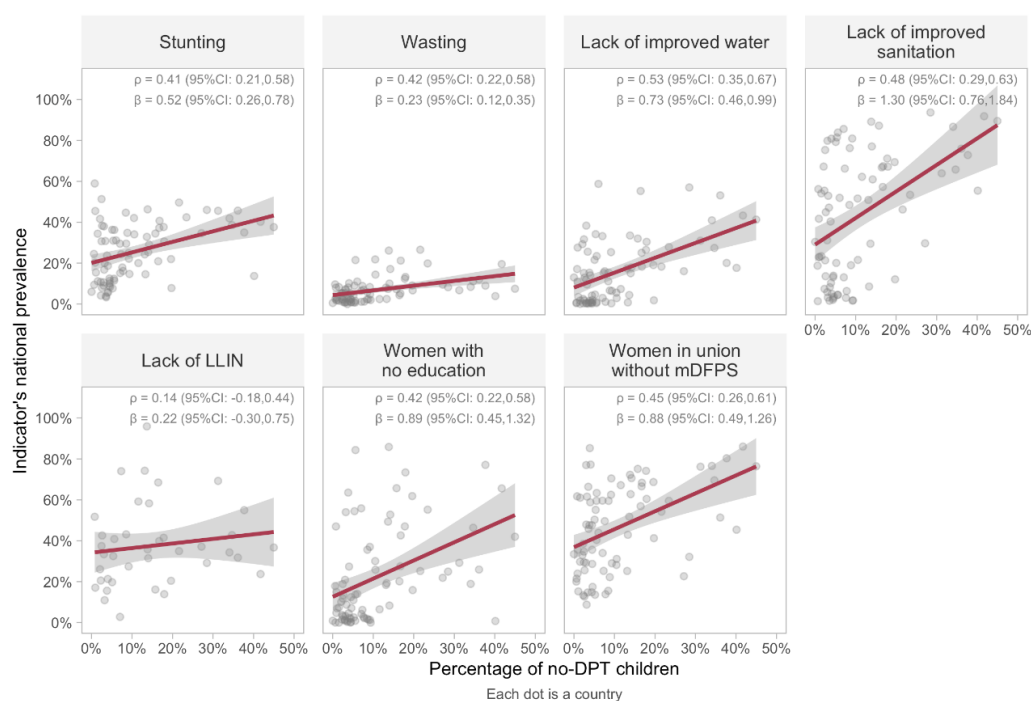 Stunting
Wasting
Lack of improved water
Lack of improved
sanitation
ρ = 0.41 (95%CI: 0.21,0.58)
β = 0.52 (95%CI: 0.26,0.78)
ρ = 0.42 (95%CI: 0.22,0.58)
β = 0.23 (95%CI: 0.12,0.35)
ρ = 0.53 (95%CI: 0.35,0.67)
β = 0.73 (95%CI: 0.46,0.99)
ρ = 0.48 (95%CI: 0.29,0.63)
β = 1.30 (95%CI: 0.76,1.84)
100%
80%
60%
40%
20%
0%
0% 10% 20% 30% 40% 50%
Lack of LLIN
Women with
no education
Women in union
without mDFPS
ρ = 0.14 (95%CI: -0.18,0.44)
β = 0.22 (95%CI: -0.30,0.75)
ρ = 0.42 (95%CI: 0.22,0.58)
β = 0.89 (95%CI: 0.45,1.32)
ρ = 0.45 (95%CI: 0.26,0.61)
β = 0.88 (95%CI: 0.49,1.26)
100%
80%
60%
40%
20%
0%
0% 10% 20% 30% 40% 50%
0% 10% 20% 30% 40% 50%
0% 10% 20% 30% 40% 50%
Indicator's national prevalence
Percentage of no-DPT children
Each dot is a country